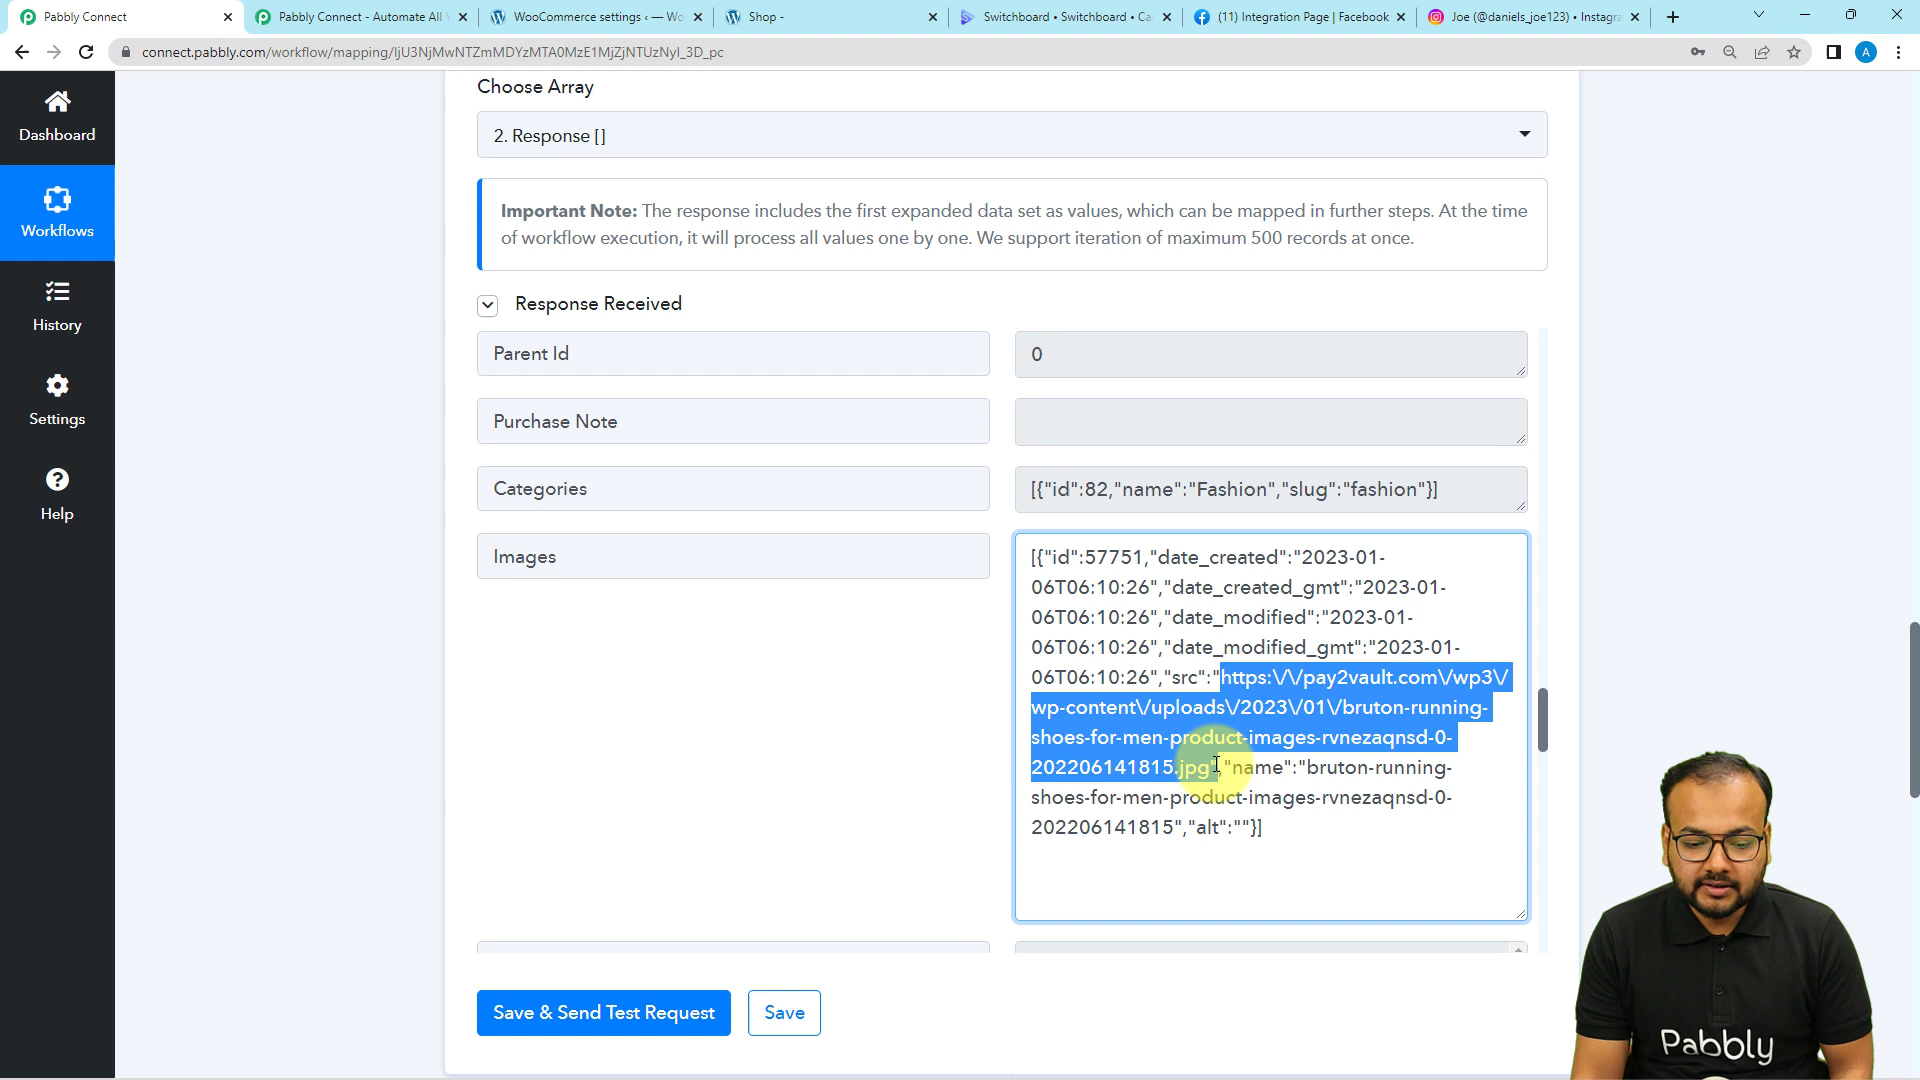 Pabbly Connect
Pabbly Connect - Automate All
WooCommerce settings ‹ — Wo
Shop -
Switchboard • Switchboard • Ca
(11) Integration Page | Facebook
Joe (@daniels_joe123) • Instagra
connect.pabbly.com/workflow/mapping/IjU3NjMwNTZmMDYzMTA0MzE1MjZjNTUzNyI_3D_pc
A
Dashboard
Workflows
History
Settings
Help
Choose Array
2. Response []
Important Note: The response includes the first expanded data set as values, which can be mapped in further steps. At the time
of workflow execution, it will process all values one by one. We support iteration of maximum 500 records at once.
Response Received
Parent Id
0
Purchase Note
Categories
[{"id":82,"name":"Fashion","slug":"fashion"}]
Images
[{"id":57751,"date_created":"2023-01-
06T06:10:26","date_created_gmt":"2023-01-
06T06:10:26","date_modified":"2023-01-
06T06:10:26","date_modified_gmt":"2023-01-
06T06:10:26","src":"https:\/\/pay2vault.com\/wp3\/
wp-content\/uploads\/2023\/01\/bruton-running-
shoes-for-men-product-images-rvnezaqnsd-0-
202206141815.jpg","name":"bruton-running-
shoes-for-men-product-images-rvnezaqnsd-0-
202206141815","alt":""}]
Save & Send Test Request
Save
Pabbly